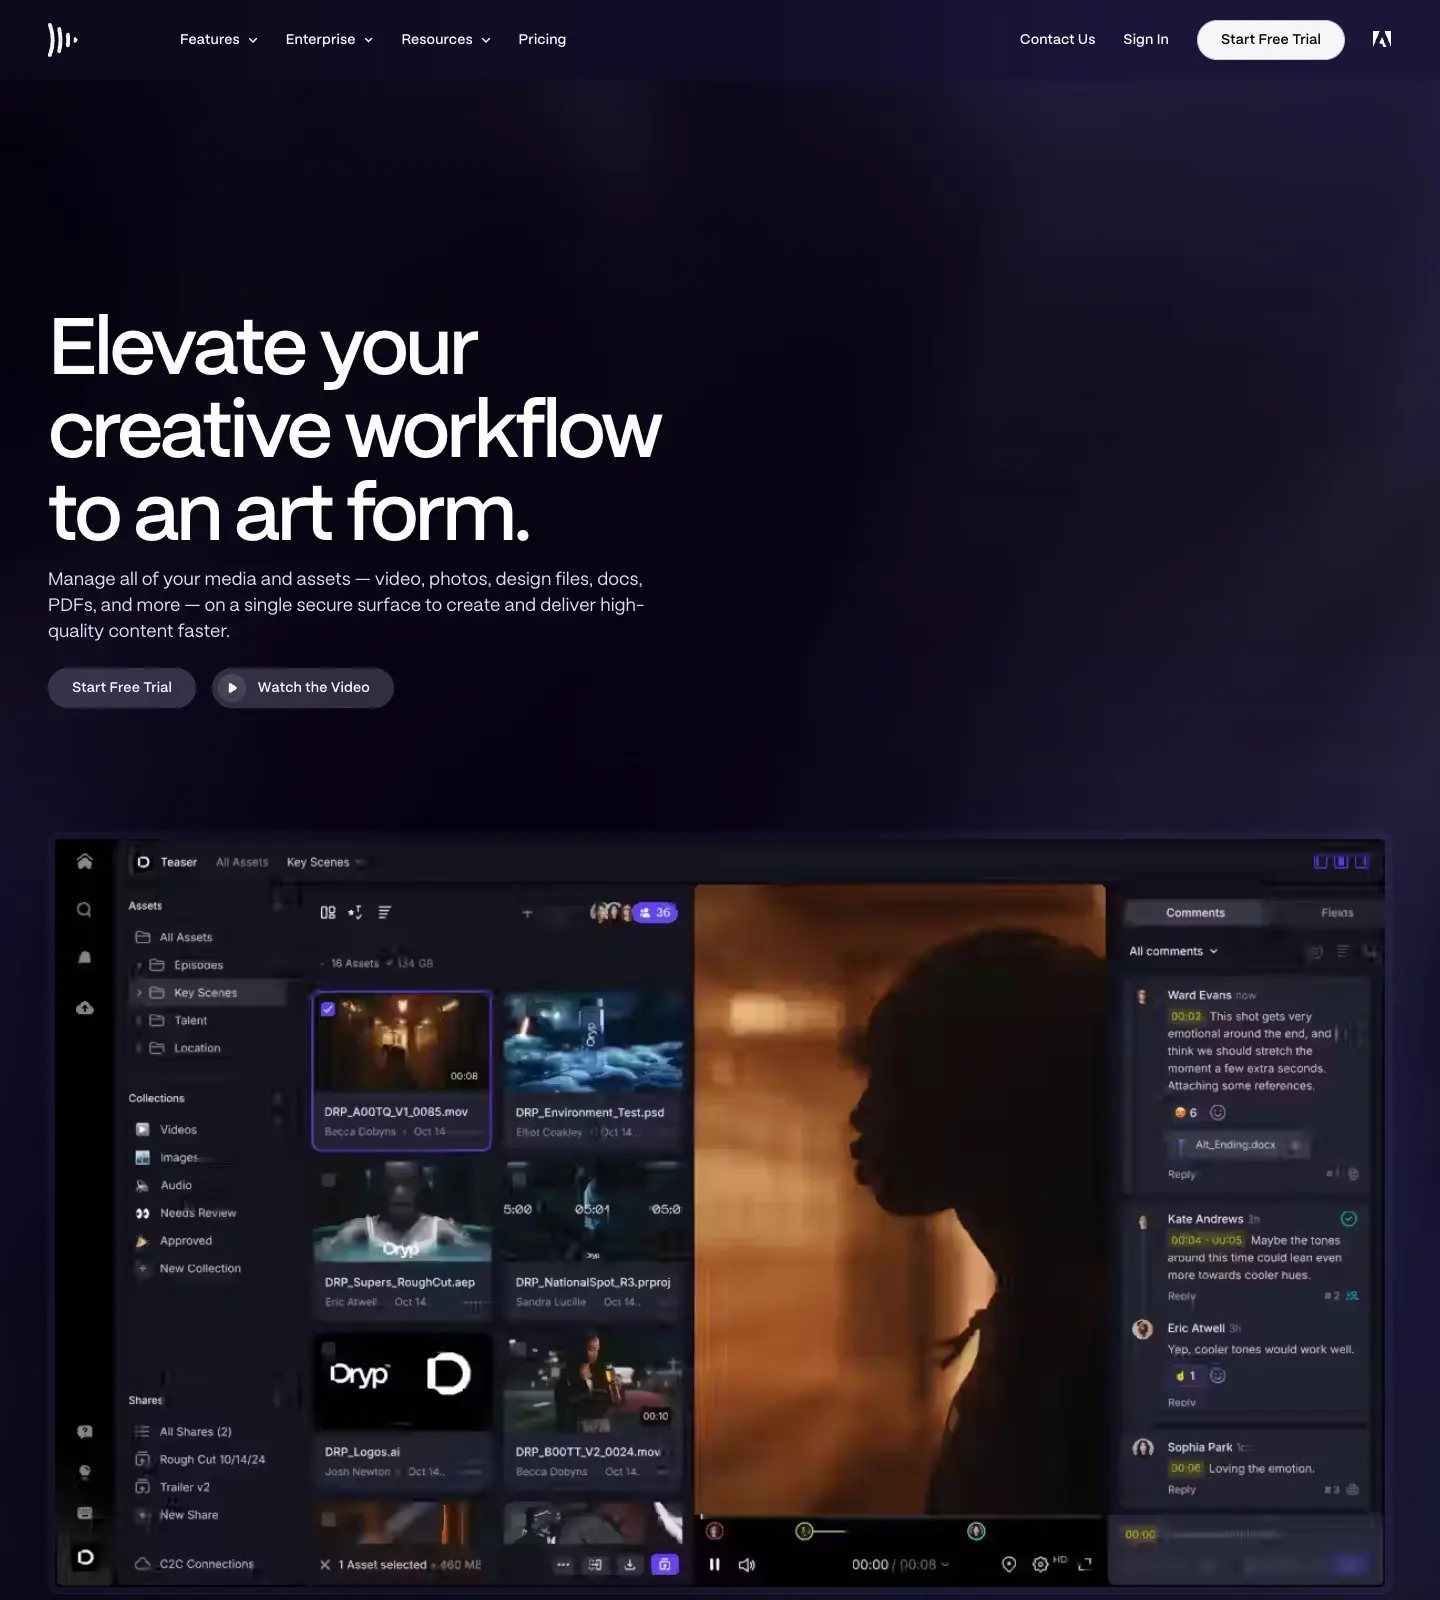 Features
Enterprise
Resources
Pricing
Contact Us
Sign In
Start Free Trial
Elevate your
creative workflow
to an art form.
Manage all of your media and assets — video, photos, design files, docs,
PDFs, and more — on a single secure surface to create and deliver high-
quality content faster.
Start Free Trial
Watch the Video
Teaser
All Assets
Key Scenes
Assets
All Assets
Episodes
Key Scenes
Talent
Location
Collections
Videos
Images
Audio
Needs Review
Approved
New Collection
Shares
All Shares (2)
Rough Cut 10/14/24
Trailer v2
New Share
C2C Connections
36
16 Assets 134 GB
Dryp
00:08
DRP_A00TQ_V1_0085.mov
Becca Dobyns Oct 14
DRP_Environment_Test.psd
Elliot Coakley Oct 14..
Dryp
DRP_Supers_RoughCut.aep
Eric Atwell Oct 14..
5:00 05:01 05:0
Dryp
DRP_NationalSpot_R3.prproj
Sandra Lucille Oct 14..
Dryp D
DRP_Logos.ai
Josh Newton Oct 14..
00:10
DRP_B00TT_V2_0024.mov
Becca Dobyns Oct 14.
1 Asset selected 460 MB
00:00 / 00:08
HD
Comments
Fields
All comments
Ward Evans now
00:02 This shot gets very
emotional around the end, and I
think we should stretch the
moment a few extra seconds.
Attaching some references.
6
Alt_Ending.docx
Reply
#1
Kate Andrews 3h
00:04 - 00:05 Maybe the tones
around this time could lean even
more towards cooler hues.
Reply
#2
Eric Atwell 3h
Yep, cooler tones would work well.
1
Reply
Sophia Park
00:06 Loving the emotion.
Reply
#3
00:00